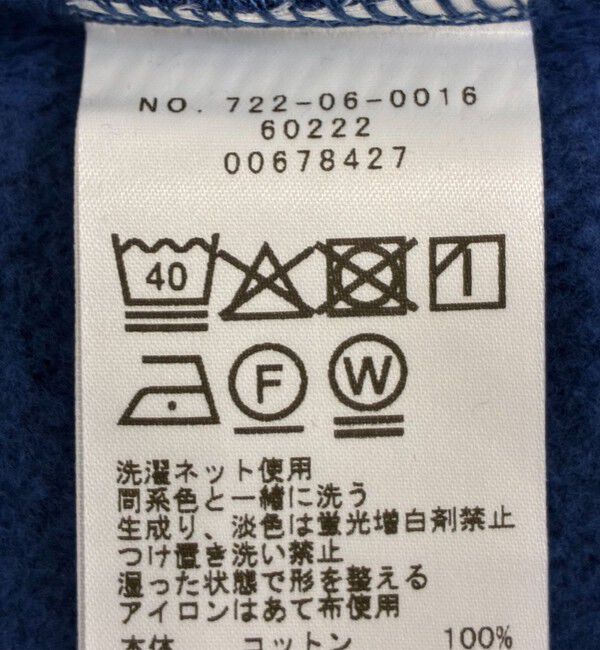 NO. 722-06-0016
60222
00678427
40
F W
洗濯ネット使用
同系色と一緒に洗う
生成り、淡色は蛍光増白剤禁止
つけ置き洗い禁止
湿った状態で形を整える
アイロンはあて布使用
本体 コットン 100%